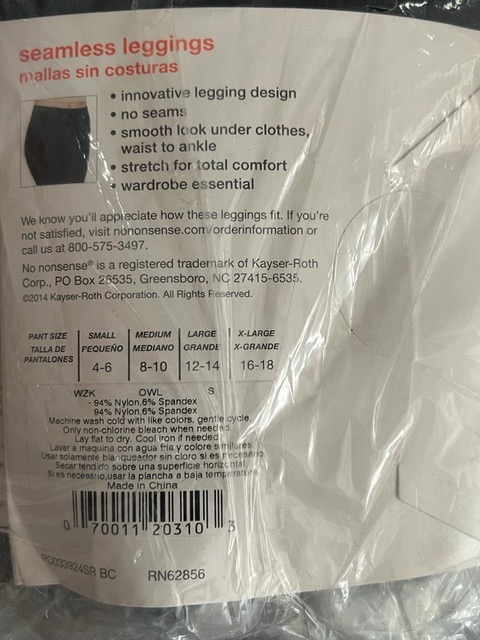 seamless leggings
mallas sin costuras
• innovative legging design
• no seams
• smooth look under clothes,
waist to ankle
• stretch for total comfort
• wardrobe essential
We know you'll appreciate how these leggings fit. If you're
not satisfied, visit nononsense.com/orderinformation or
call us at 800-575-3497.
No nonsense® is a registered trademark of Kayser-Roth
Corp., PO Box 26535, Greensboro, NC 27415-6535.
©2014 Kayser-Roth Corporation. All Rights Reserved.
PANT SIZE SMALL MEDIUM LARGE X-LARGE
TALLA DE PANTALONES PEQUEÑO MEDIANO GRANDE X-GRANDE
4-6 8-10 12-14 16-18
WZK OWL S
94% Nylon,6% Spandex
94% Nylon,6% Spandex
Machine wash cold with like colors, gentle cycle.
Only non-chlorine bleach when needed.
Lay flat to dry. Cool iron if needed.
Lavar a maquina con agua fria y colore similares.
Usar solamente blanqueador sin cloro si es necesario.
Secar tendido sobre una superficie horizontal.
Si es necesario,usar la plancha a baja temperatura.
Made in China
0 70011 20310 3
RC033924SR BC RN62856